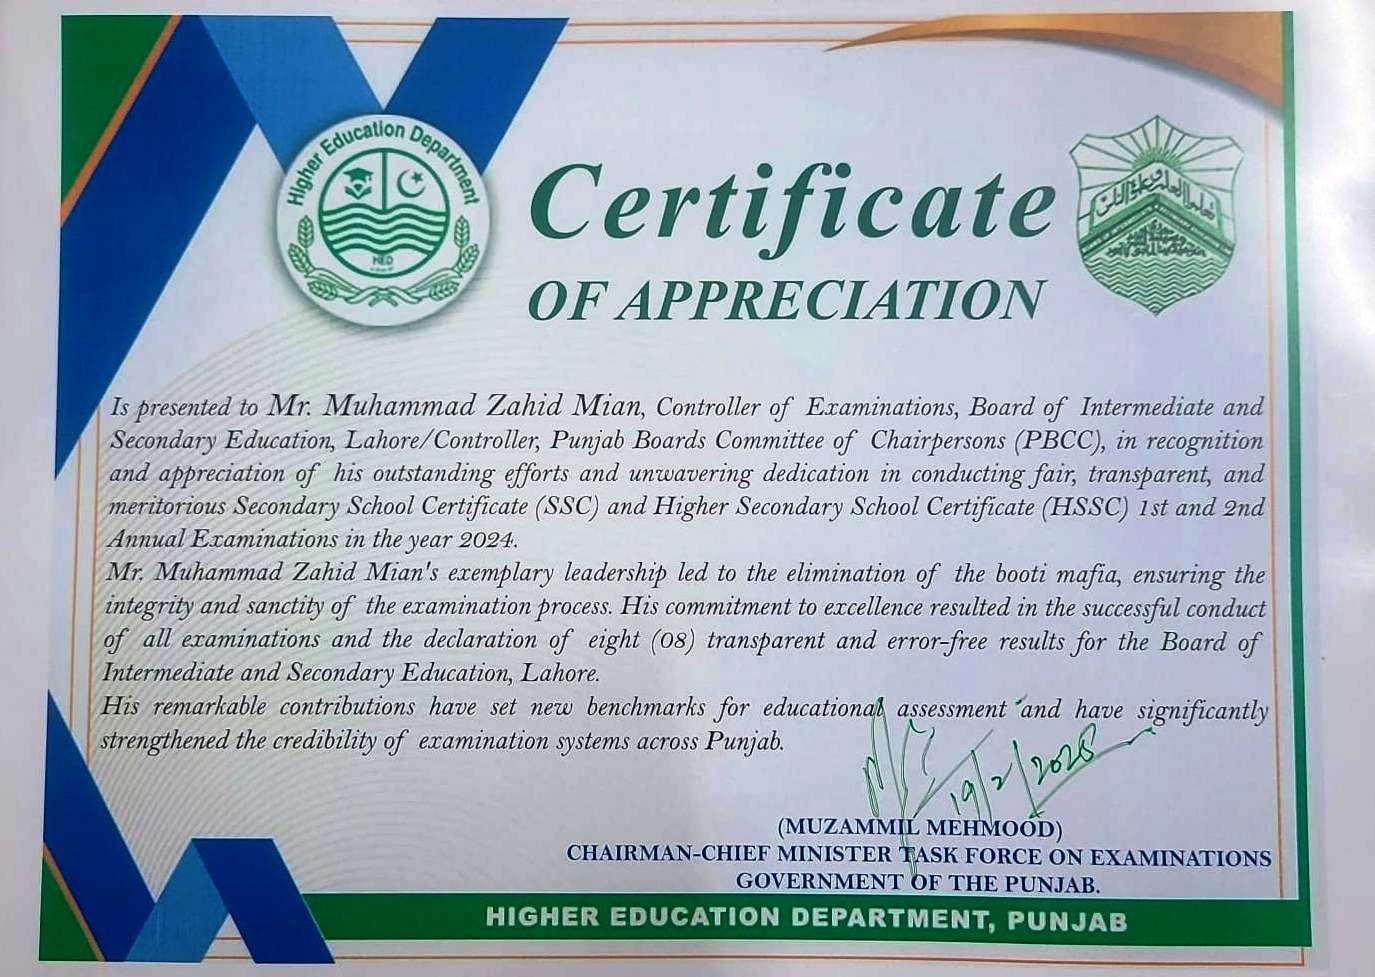 Higher Education Department
HED
Certificate
OF APPRECIATION
Is presented to Mr. Muhammad Zahid Mian, Controller of Examinations, Board of Intermediate and
Secondary Education, Lahore/Controller, Punjab Boards Committee of Chairpersons (PBCC), in recognition
and appreciation of his outstanding efforts and unwavering dedication in conducting fair, transparent, and
meritorious Secondary School Certificate (SSC) and Higher Secondary School Certificate (HSSC) 1st and 2nd
Annual Examinations in the year 2024.
Mr. Muhammad Zahid Mian's exemplary leadership led to the elimination of the booti mafia, ensuring the
integrity and sanctity of the examination process. His commitment to excellence resulted in the successful conduct
of all examinations and the declaration of eight (08) transparent and error-free results for the Board of
Intermediate and Secondary Education, Lahore.
His remarkable contributions have set new benchmarks for educational assessment and have significantly
strengthened the credibility of examination systems across Punjab.
19/2/2025
(MUZAMMIL MEHMOOD)
CHAIRMAN-CHIEF MINISTER TASK FORCE ON EXAMINATIONS
GOVERNMENT OF THE PUNJAB.
HIGHER EDUCATION DEPARTMENT, PUNJAB